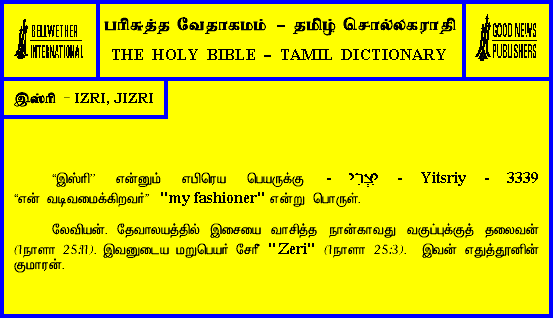 BELLWETHER
INTERNATIONAL
பரிசுத்த வேதாகமம் – தமிழ் சொல்லகராதி
THE HOLY BIBLE – TAMIL DICTIONARY
GOOD NEWS
PUBLISHERS
இஸ்ரி - IZRI, JIZRI
“இஸ்ரி” என்னும் எபிரெய பெயருக்கு - יִצְרִי - Yitsriy - 3339
“என் வடிவமைக்கிறவர்” "my fashioner" என்று பொருள்.
லேவியன். தேவாலயத்தில் இசையை வாசித்த நான்காவது வகுப்புக்குத் தலைவன்
(1நாளா 25:11). இவனுடைய மறுபெயர் சேரீ "Zeri" (1நாளா 25:3). இவன் எதுத்தூனின்
குமாரன்.